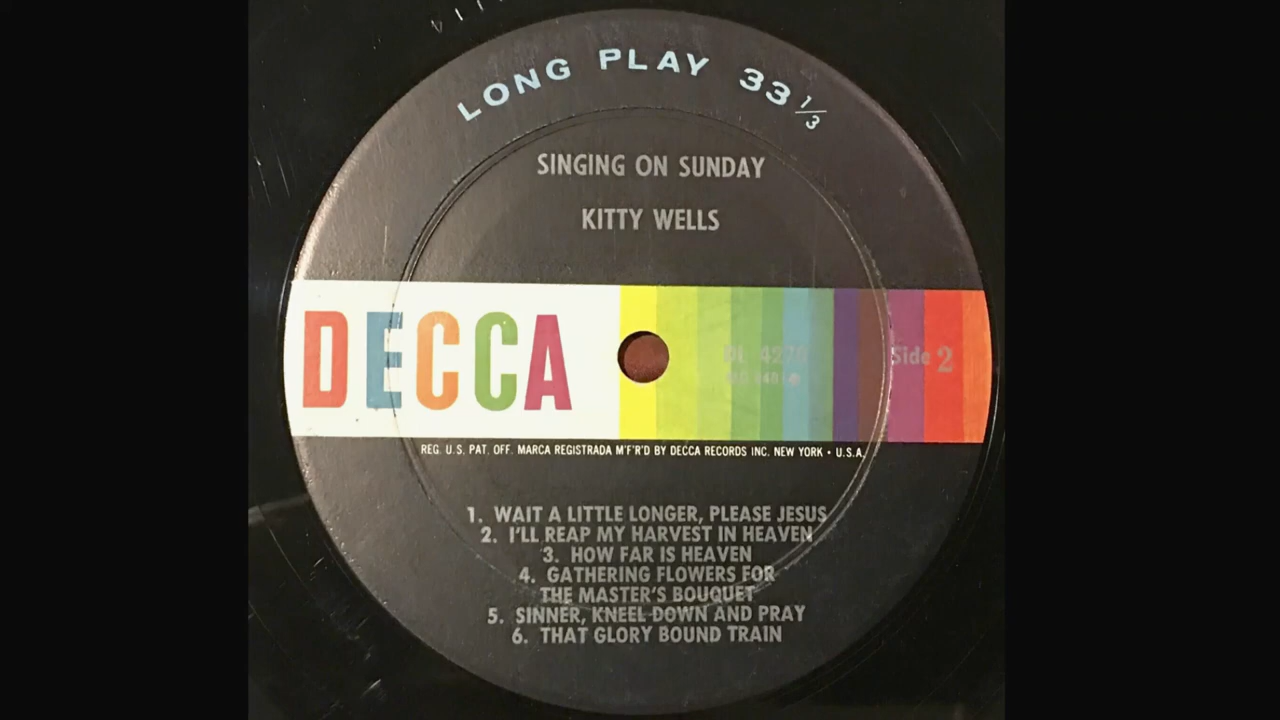 LONG PLAY 33 1/3
SINGING ON SUNDAY
KITTY WELLS
DECCA
DL 4270
Side 2
REG. U.S. PAT. OFF. MARCA REGISTRADA M'F'R'D BY DECCA RECORDS INC. NEW YORK • U.S.A.
1. WAIT A LITTLE LONGER, PLEASE JESUS
2. I'LL REAP MY HARVEST IN HEAVEN
3. HOW FAR IS HEAVEN
4. GATHERING FLOWERS FOR
THE MASTER'S BOUQUET
5. SINNER, KNEEL DOWN AND PRAY
6. THAT GLORY BOUND TRAIN